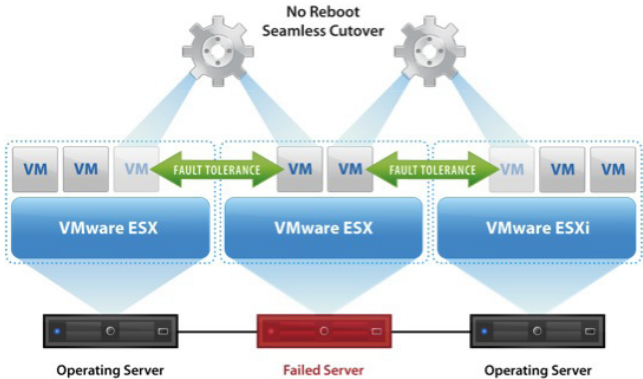 No Reboot
Seamless Cutover
VM VM VM FAULT TOLERANCE VM VM FAULT TOLERANCE VM VM VM
VMware ESX VMware ESX VMware ESXi
Operating Server Failed Server Operating Server